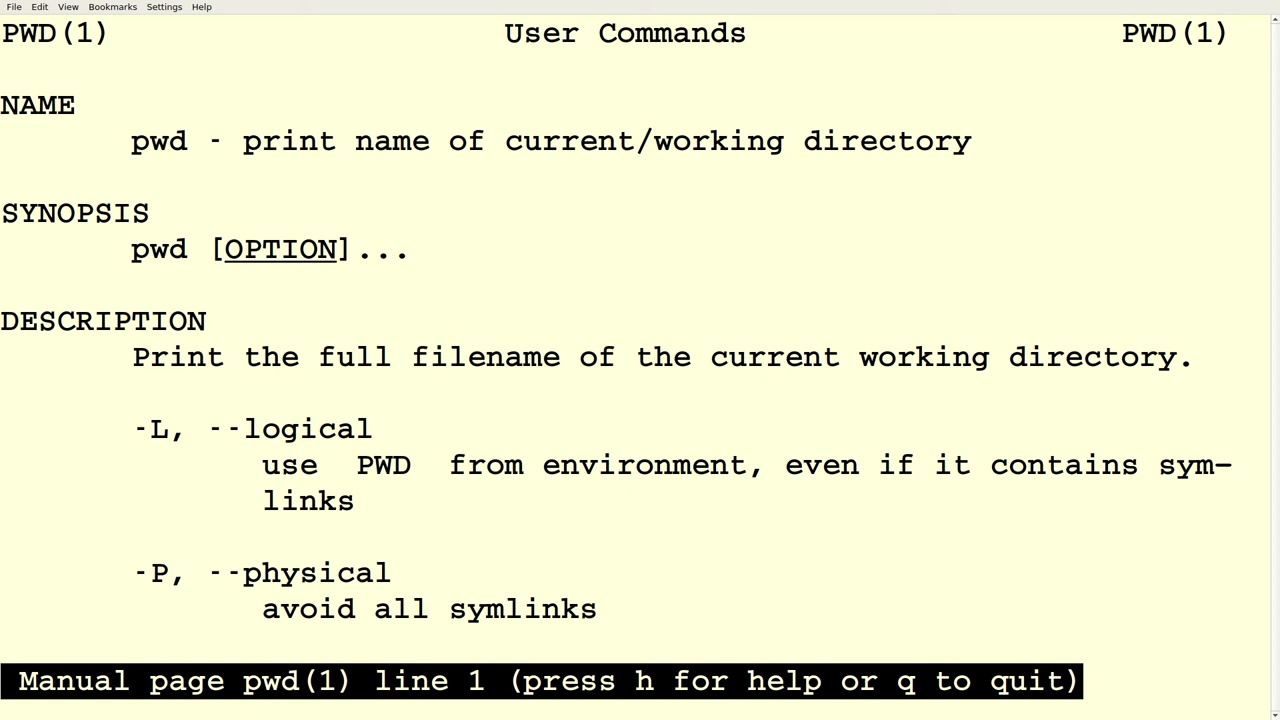 File Edit View Bookmarks Settings Help
PWD(1) User Commands PWD(1)
NAME
pwd - print name of current/working directory
SYNOPSIS
pwd [OPTION]...
DESCRIPTION
Print the full filename of the current working directory.
-L, --logical
use PWD from environment, even if it contains sym‐
links
-P, --physical
avoid all symlinks
Manual page pwd(1) line 1 (press h for help or q to quit)